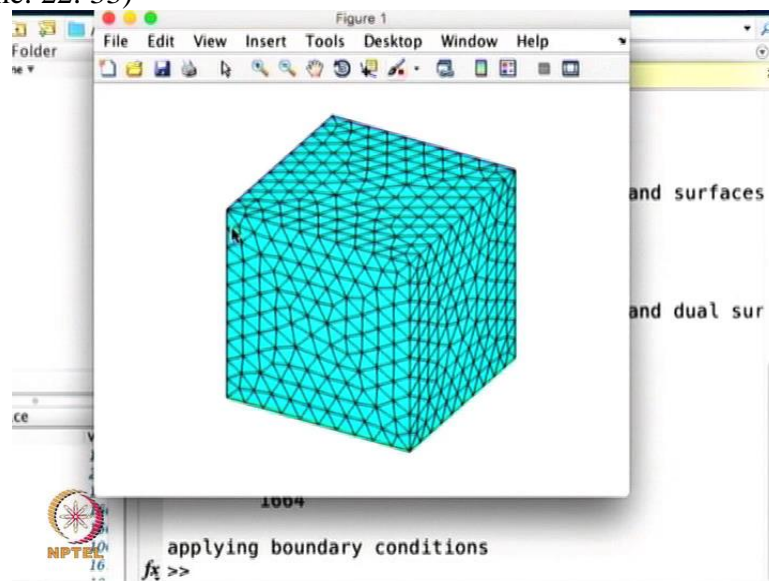 Figure 1
Folder
File Edit View Insert Tools Desktop Window Help
and surfaces
and dual sur
ce
1664
NPTEL
applying boundary conditions
16
fx >>